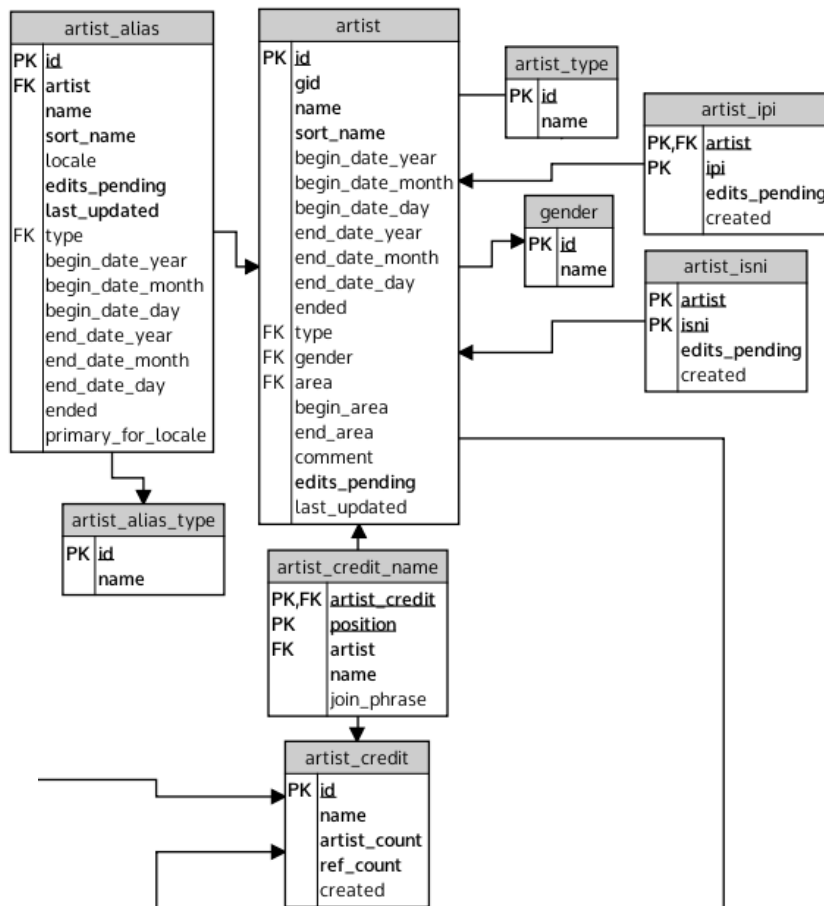 artist_alias
PK id
FK artist
name
sort_name
locale
edits_pending
last_updated
FK type
begin_date_year
begin_date_month
begin_date_day
end_date_year
end_date_month
end_date_day
ended
primary_for_locale
artist
PK id
gid
name
sort_name
begin_date_year
begin_date_month
begin_date_day
end_date_year
end_date_month
end_date_day
ended
FK type
FK gender
FK area
begin_area
end_area
comment
edits_pending
last_updated
artist_type
PK id
name
artist_ipi
PK,FK artist
PK ipi
edits_pending
created
gender
PK id
name
artist_isni
PK artist
PK isni
edits_pending
created
artist_alias_type
PK id
name
artist_credit_name
PK,FK artist_credit
PK position
FK artist
name
join_phrase
artist_credit
PK id
name
artist_count
ref_count
created